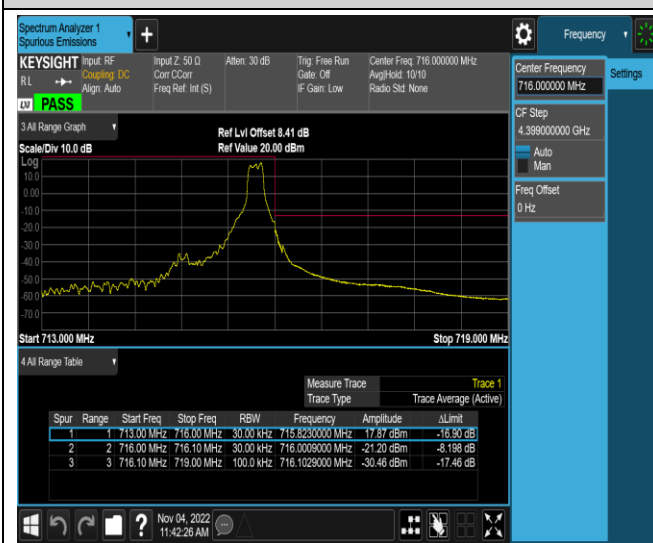 Spectrum Analyzer 1
Spurious Emissions
+
Frequency
KEYSIGHT
RL
LXI
PASS
Input: RF
Coupling: DC
Align: Auto
Input Z: 50 Ω
Corr CCorr
Freq Ref: Int (S)
Atten: 30 dB
Trig: Free Run
Gate: Off
IF Gain: Low
Center Freq: 716.000000 MHz
Avg|Hold: 10/10
Radio Std: None
Center Frequency
716.000000 MHz
Settings
CF Step
4.399000000 GHz
Auto
Man
Freq Offset
0 Hz
3 All Range Graph
Ref Lvl Offset 8.41 dB
Scale/Div 10.0 dB
Ref Value 20.00 dBm
Log
10.0
0.00
-10.0
-20.0
-30.0
-40.0
-50.0
-60.0
-70.0
Start 713.000 MHz
Stop 719.000 MHz
4 All Range Table
Measure Trace Trace 1
Trace Type Trace Average (Active)
Spur Range Start Freq Stop Freq RBW Frequency Amplitude ΔLimit
1 1 713.00 MHz 716.00 MHz 30.00 kHz 715.8230000 MHz 17.87 dBm -16.90 dB
2 2 716.00 MHz 716.10 MHz 30.00 kHz 716.0009000 MHz -21.20 dBm -8.198 dB
3 3 716.10 MHz 719.00 MHz 100.0 kHz 716.1029000 MHz -30.46 dBm -17.46 dB
?
Nov 04, 2022
11:42:26 AM